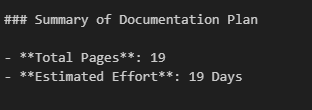 ### Summary of Documentation Plan
- **Total Pages**: 19
- **Estimated Effort**: 19 Days